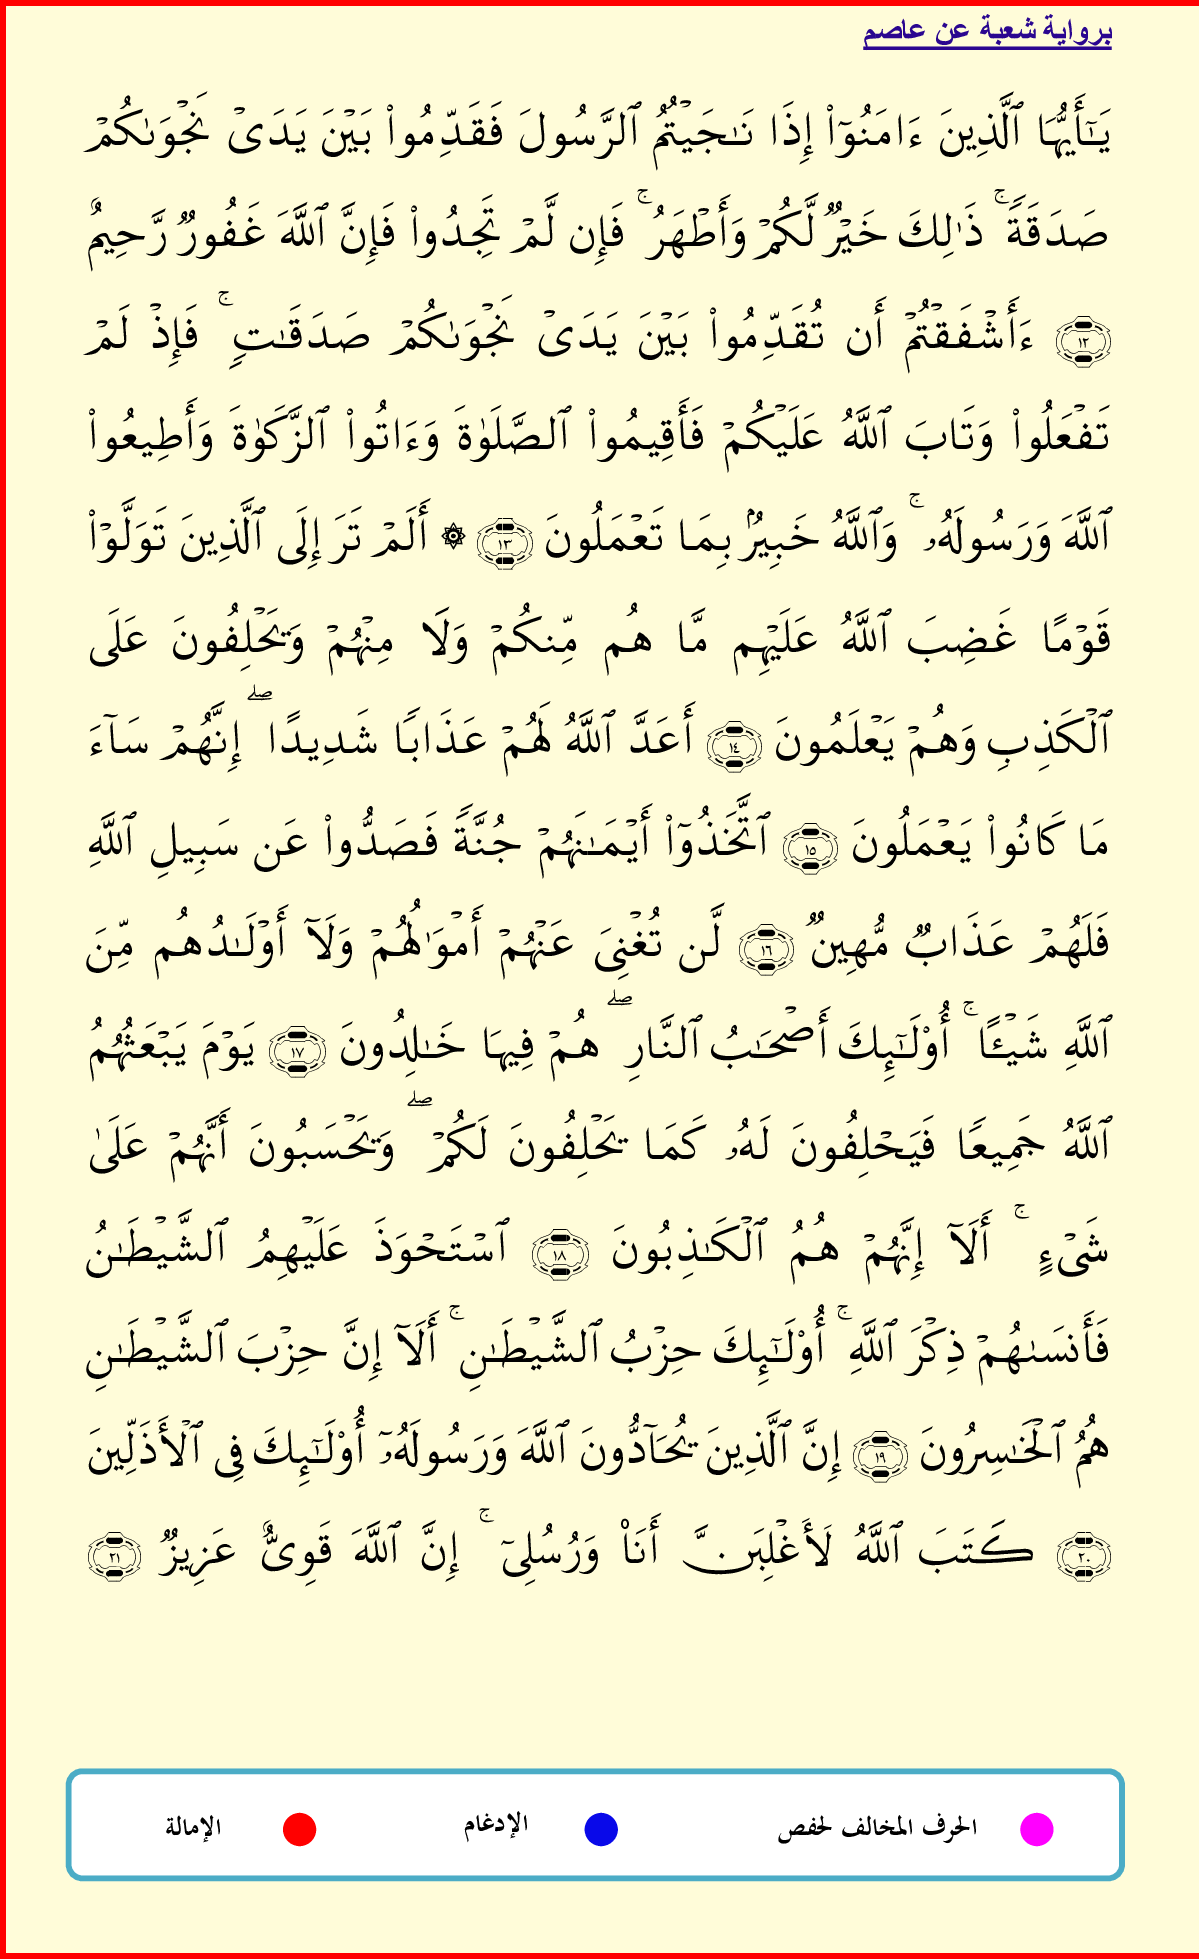 برواية شعبة عن عاصم
يَـٰٓأَيُّهَا ٱلَّذِينَ ءَامَنُوٓا۟ إِذَا نَـٰجَيْتُمُ ٱلرَّسُولَ فَقَدِّمُوا۟ بَيْنَ يَدَىْ نَجْوَىٰكُمْ
صَدَقَةً ۚ ذَٰلِكَ خَيْرٌ لَّكُمْ وَأَطْهَرُ ۚ فَإِن لَّمْ تَجِدُوا۟ فَإِنَّ ٱللَّهَ غَفُورٌ رَّحِيمٌ
١٢ ءَأَشْفَقْتُمْ أَن تُقَدِّمُوا۟ بَيْنَ يَدَىْ نَجْوَىٰكُمْ صَدَقَـٰتٍ ۚ فَإِذْ لَمْ
تَفْعَلُوا۟ وَتَابَ ٱللَّهُ عَلَيْكُمْ فَأَقِيمُوا۟ ٱلصَّلَوٰةَ وَءَاتُوا۟ ٱلزَّكَوٰةَ وَأَطِيعُوا۟
ٱللَّهَ وَرَسُولَهُۥ ۚ وَٱللَّهُ خَبِيرٌۢ بِمَا تَعْمَلُونَ ١٣ ۞ أَلَمْ تَرَ إِلَى ٱلَّذِينَ تَوَلَّوْا۟
قَوْمًا غَضِبَ ٱللَّهُ عَلَيْهِم مَّا هُم مِّنكُمْ وَلَا مِنْهُمْ وَيَحْلِفُونَ عَلَى
ٱلْكَذِبِ وَهُمْ يَعْلَمُونَ ١٤ أَعَدَّ ٱللَّهُ لَهُمْ عَذَابًا شَدِيدًا ۖ إِنَّهُمْ سَآءَ
مَا كَانُوا۟ يَعْمَلُونَ ١٥ ٱتَّخَذُوٓا۟ أَيْمَـٰنَهُمْ جُنَّةً فَصَدُّوا۟ عَن سَبِيلِ ٱللَّهِ
فَلَهُمْ عَذَابٌ مُّهِينٌ ١٦ لَّن تُغْنِىَ عَنْهُمْ أَمْوَٰلُهُمْ وَلَآ أَوْلَـٰدُهُم مِّنَ
ٱللَّهِ شَيْـًٔا ۚ أُو۟لَـٰٓئِكَ أَصْحَـٰبُ ٱلنَّارِ ۖ هُمْ فِيهَا خَـٰلِدُونَ ١٧ يَوْمَ يَبْعَثُهُمُ
ٱللَّهُ جَمِيعًا فَيَحْلِفُونَ لَهُۥ كَمَا يَحْلِفُونَ لَكُمْ ۖ وَيَحْسَبُونَ أَنَّهُمْ عَلَىٰ
شَىْءٍ ۚ أَلَآ إِنَّهُمْ هُمُ ٱلْكَـٰذِبُونَ ١٨ ٱسْتَحْوَذَ عَلَيْهِمُ ٱلشَّيْطَـٰنُ
فَأَنسَىٰهُمْ ذِكْرَ ٱللَّهِ ۚ أُو۟لَـٰٓئِكَ حِزْبُ ٱلشَّيْطَـٰنِ ۚ أَلَآ إِنَّ حِزْبَ ٱلشَّيْطَـٰنِ
هُمُ ٱلْخَـٰسِرُونَ ١٩ إِنَّ ٱلَّذِينَ يُحَآدُّونَ ٱللَّهَ وَرَسُولَهُۥٓ أُو۟لَـٰٓئِكَ فِى ٱلْأَذَلِّينَ
٢٠ كَتَبَ ٱللَّهُ لَأَغْلِبَنَّ أَنَا۠ وَرُسُلِىٓ ۚ إِنَّ ٱللَّهَ قَوِىٌّ عَزِيزٌ ٢١
الحرف المخالف لحفص الإدغام الإمالة